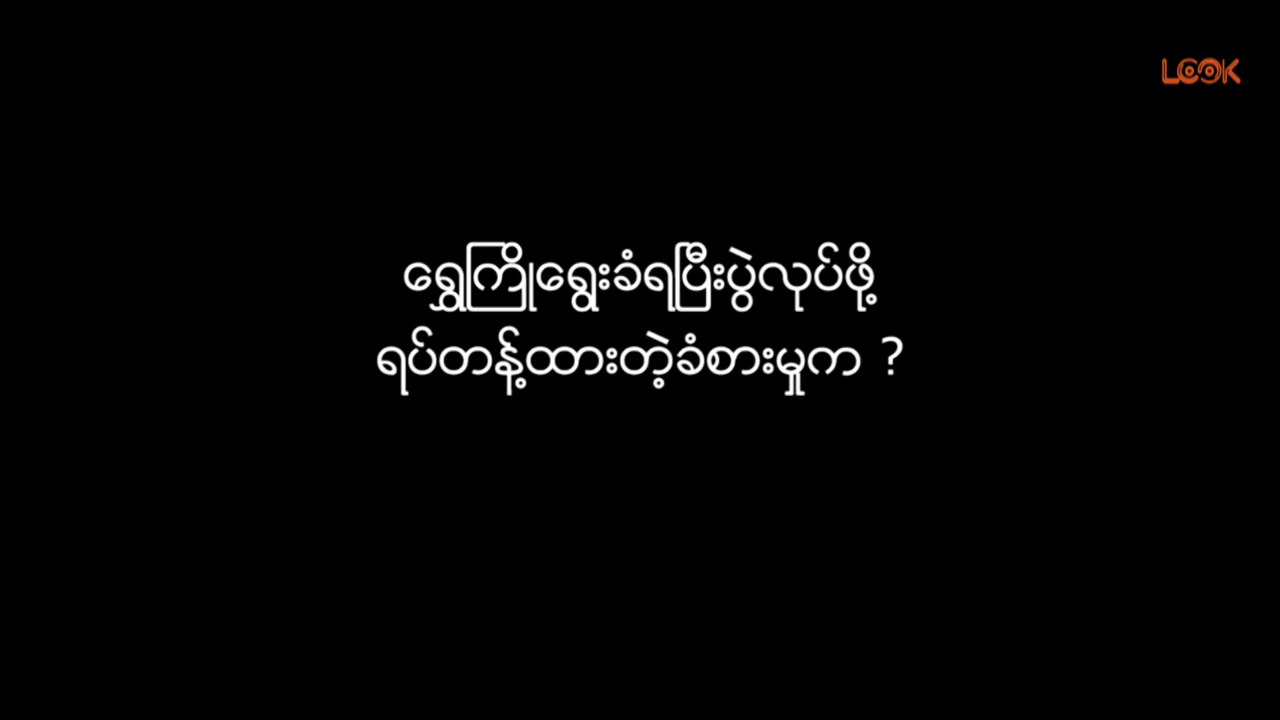 LOOK
ရွှေကြိုရွေးခံရပြီးပွဲလုပ်ဖို့
ရပ်တန့်ထားတဲ့ခံစားမှုက ?